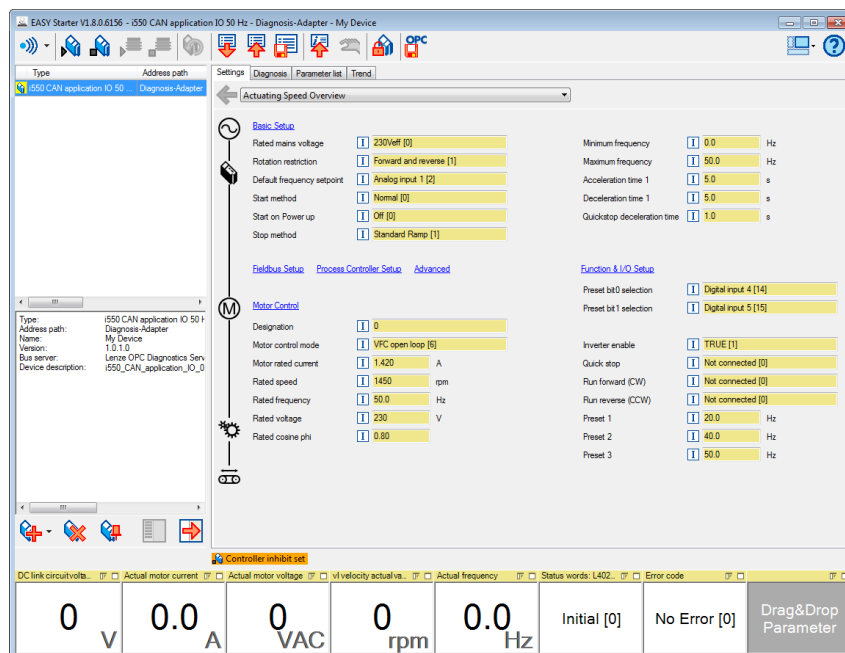 EASY Starter V1.8.0.6156 - i550 CAN application IO 50 Hz - Diagnosis-Adapter - My Device
OPC
Type Address path
i550 CAN application IO 50 ... Diagnosis-Adapter
Settings Diagnosis Parameter list Trend
Actuating Speed Overview
Basic Setup
Rated mains voltage I 230Veff [0] Minimum frequency I 0.0 Hz
Rotation restriction I Forward and reverse [1] Maximum frequency I 50.0 Hz
Default frequency setpoint I Analog input 1 [2] Acceleration time 1 I 5.0 s
Start method I Normal [0] Deceleration time 1 I 5.0 s
Start on Power up I Off [0] Quickstop deceleration time I 1.0 s
Stop method I Standard Ramp [1]
Fieldbus Setup Process Controller Setup Advanced Function & I/O Setup
Preset bit0 selection I Digital input 4 [14]
Motor Control Preset bit1 selection I Digital input 5 [15]
M
Designation I 0
Motor control mode I VFC open loop [6] Inverter enable I TRUE [1]
Motor rated current I 1.420 A Quick stop I Not connected [0]
Rated speed I 1450 rpm Run forward (CW) I Not connected [0]
Rated frequency I 50.0 Hz Run reverse (CCW) I Not connected [0]
Rated voltage I 230 V Preset 1 I 20.0 Hz
Rated cosine phi I 0.80 Preset 2 I 40.0 Hz
Preset 3 I 50.0 Hz
Type: i550 CAN application IO 50 H
Address path: Diagnosis-Adapter
Name: My Device
Version: 1.0.1.0
Bus server: Lenze OPC Diagnostics Serv
Device description: i550_CAN_application_IO_0
Controller inhibit set
DC link circuitvolta... Actual motor current Actual motor voltage vl velocity actual va... Actual frequency Status words: L402... Error code
0 V 0.0 A 0 VAC 0 rpm 0.0 Hz Initial [0] No Error [0] Drag&Drop Parameter